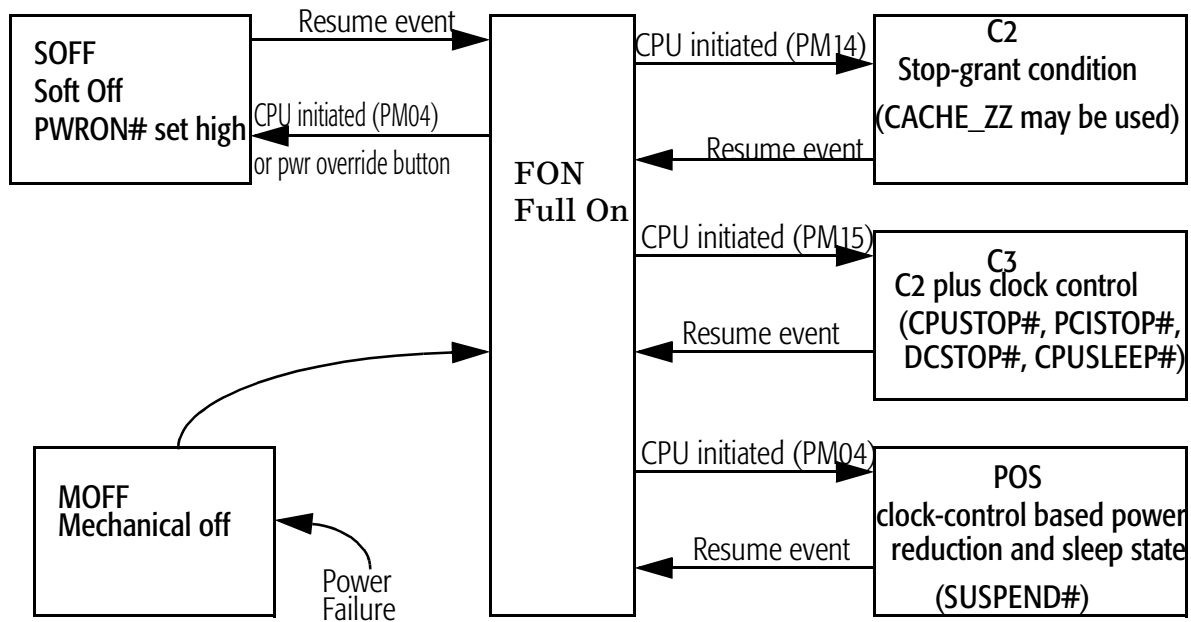 SOFF
Soft Off
PWRON# set high
Resume event
CPU initiated (PM04)
or pwr override button
FON
Full On
CPU initiated (PM14)
Resume event
C2
Stop-grant condition
(CACHE_ZZ may be used)
CPU initiated (PM15)
Resume event
C3
C2 plus clock control
(CPUSTOP#, PCISTOP#,
DCSTOP#, CPUSLEEP#)
MOFF
Mechanical off
Power
Failure
CPU initiated (PM04)
Resume event
POS
clock-control based power
reduction and sleep state
(SUSPEND#)